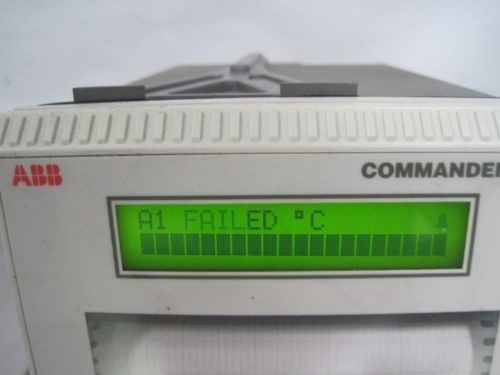 ABB
COMMANDER
A1 FAILED °C